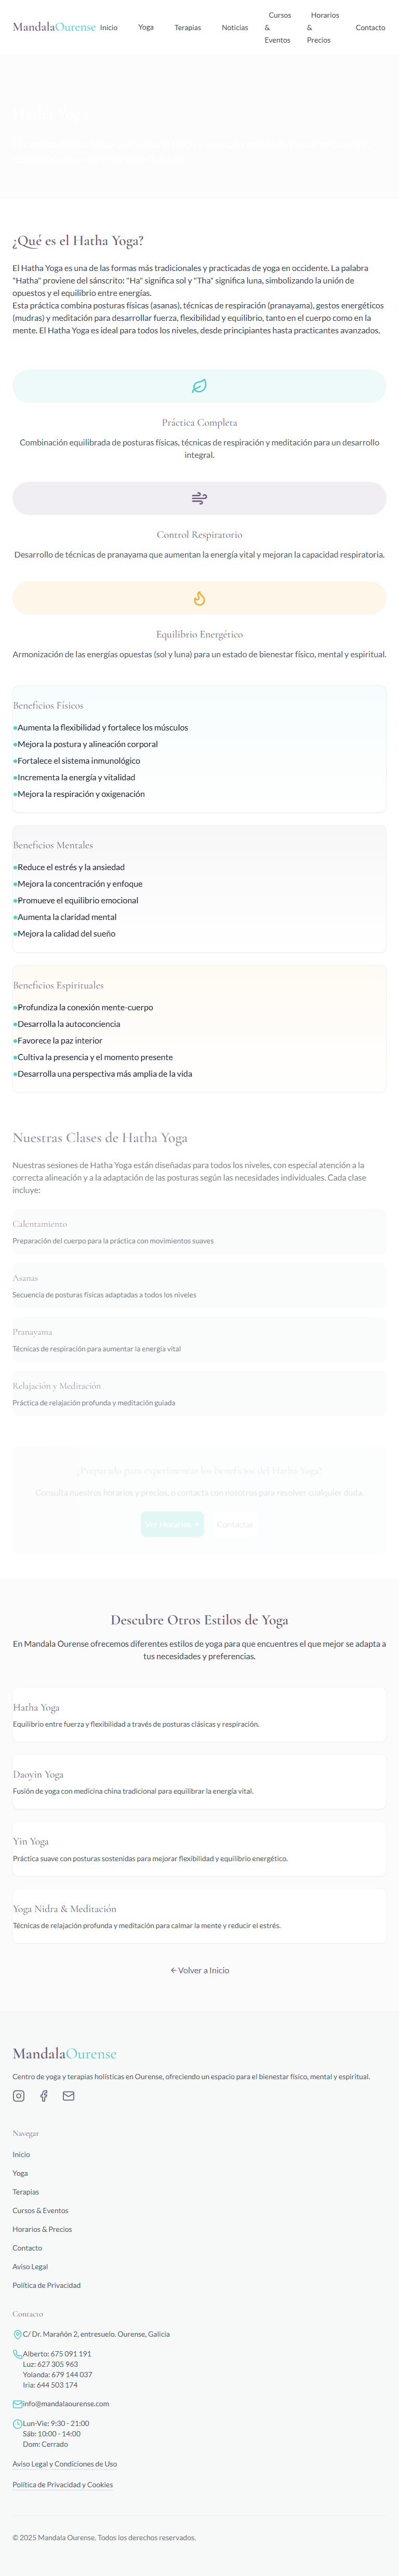 MandalaOurense
Inicio
Yoga
Terapias
Noticias
Cursos
&
Eventos
Horarios
&
Precios
Contacto
¿Qué es el Hatha Yoga?
El Hatha Yoga es una de las formas más tradicionales y practicadas de yoga en occidente. La palabra
"Hatha" proviene del sánscrito: "Ha" significa sol y "Tha" significa luna, simbolizando la unión de
opuestos y el equilibrio entre energías.
Esta práctica combina posturas físicas (asanas), técnicas de respiración (pranayama), gestos energéticos
(mudras) y meditación para desarrollar fuerza, flexibilidad y equilibrio, tanto en el cuerpo como en la
mente. El Hatha Yoga es ideal para todos los niveles, desde principiantes hasta practicantes avanzados.
Práctica Completa
Combinación equilibrada de posturas físicas, técnicas de respiración y meditación para un desarrollo
integral.
Control Respiratorio
Desarrollo de técnicas de pranayama que aumentan la energía vital y mejoran la capacidad respiratoria.
Equilibrio Energético
Armonización de las energías opuestas (sol y luna) para un estado de bienestar físico, mental y espiritual.
Beneficios Físicos
•Aumenta la flexibilidad y fortalece los músculos
•Mejora la postura y alineación corporal
•Fortalece el sistema inmunológico
•Incrementa la energía y vitalidad
•Mejora la respiración y oxigenación
Beneficios Mentales
•Reduce el estrés y la ansiedad
•Mejora la concentración y enfoque
•Promueve el equilibrio emocional
•Aumenta la claridad mental
•Mejora la calidad del sueño
Beneficios Espirituales
•Profundiza la conexión mente-cuerpo
•Desarrolla la autoconciencia
•Favorece la paz interior
•Cultiva la presencia y el momento presente
•Desarrolla una perspectiva más amplia de la vida
Nuestras Clases de Hatha Yoga
Nuestras sesiones de Hatha Yoga están diseñadas para todos los niveles, con especial atención a la
correcta alineación y a la adaptación de las posturas según las necesidades individuales. Cada clase
incluye:
Calentamiento
Preparación del cuerpo para la práctica con movimientos suaves
Asanas
Secuencia de posturas físicas adaptadas a todos los niveles
Pranayama
Técnicas de respiración para aumentar la energía vital
Relajación y Meditación
Práctica de relajación profunda y meditación guiada
¿Preparado para experimentar los beneficios del Hatha Yoga?
Consulta nuestros horarios y precios, o contacta con nosotros para resolver cualquier duda.
Ver Horarios
Contactar
Descubre Otros Estilos de Yoga
En Mandala Ourense ofrecemos diferentes estilos de yoga para que encuentres el que mejor se adapta a
tus necesidades y preferencias.
Hatha Yoga
Equilibrio entre fuerza y flexibilidad a través de posturas clásicas y respiración.
Daoyin Yoga
Fusión de yoga con medicina china tradicional para equilibrar la energía vital.
Yin Yoga
Práctica suave con posturas sostenidas para mejorar flexibilidad y equilibrio energético.
Yoga Nidra & Meditación
Técnicas de relajación profunda y meditación para calmar la mente y reducir el estrés.
← Volver a Inicio
MandalaOurense
Centro de yoga y terapias holísticas en Ourense, ofreciendo un espacio para el bienestar físico, mental y espiritual.
Navegar
Inicio
Yoga
Terapias
Cursos & Eventos
Horarios & Precios
Contacto
Aviso Legal
Política de Privacidad
Contacto
C/ Dr. Marañón 2, entresuelo. Ourense, Galicia
Alberto: 675 091 191
Luz: 627 305 963
Yolanda: 679 144 037
Iria: 644 503 174
info@mandalaourense.com
Lun-Vie: 9:30 - 21:00
Sáb: 10:00 - 14:00
Dom: Cerrado
Aviso Legal y Condiciones de Uso
Política de Privacidad y Cookies
© 2025 Mandala Ourense. Todos los derechos reservados.